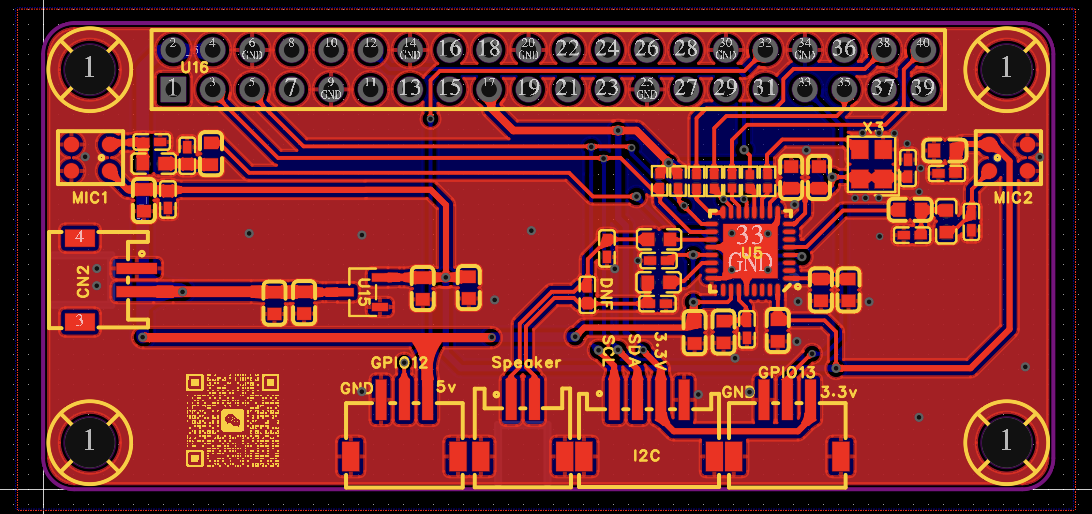 2 4 6 8 10 12 14 16 18 20 22 24 26 28 30 32 34 36 38 40
GND GND GND GND GND
U16
1 3 5 7 9 11 13 15 17 19 21 23 25 27 29 31 33 35 37 39
GND GND
1
1
X3
MIC1
MIC2
33
GND
U5
4
CN2
3
U15
DNF
SCL
SDA
3.3V
GPIO12
Speaker
GPIO13
GND
5v
GND
3.3v
I2C
1
1